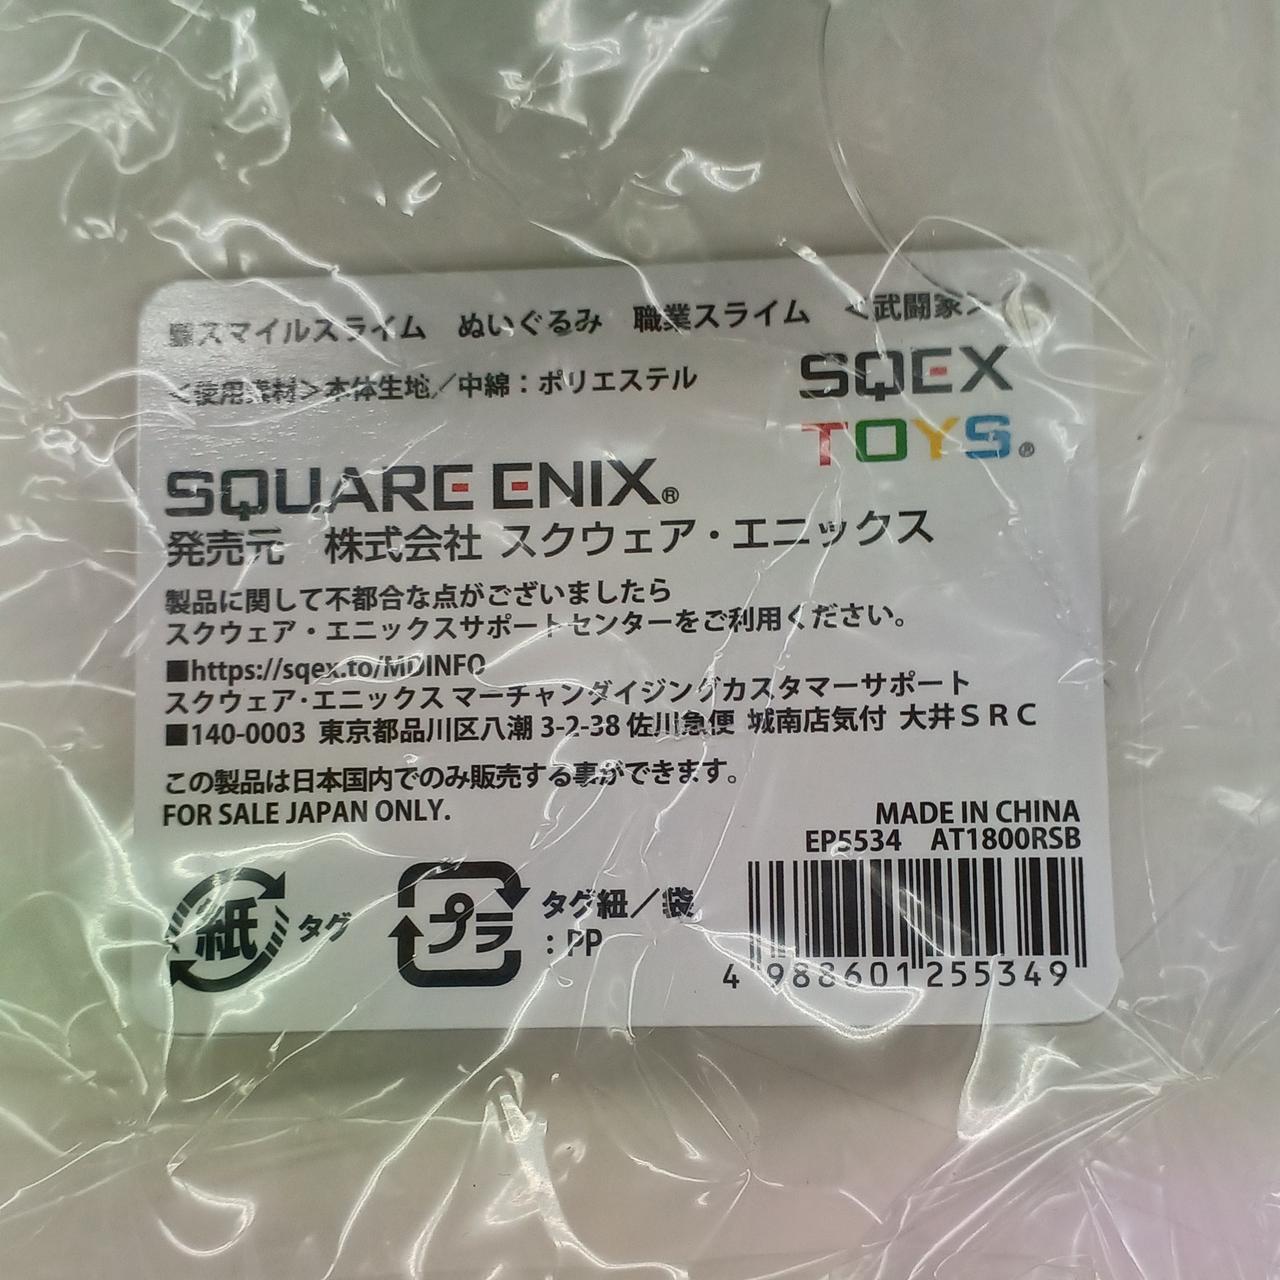 スマイルスライム ぬいぐるみ 職業スライム ＜武闘家＞
＜使用素材＞本体生地／中綿：ポリエステル
SQEX
TOYS®
SQUARE ENIX®
発売元 株式会社 スクウェア・エニックス
製品に関して不都合な点がございましたら
スクウェア・エニックスサポートセンターをご利用ください。
■https://sqex.to/MDINFO
スクウェア・エニックス マーチャンダイジングカスタマーサポート
■140-0003 東京都品川区八潮 3-2-38 佐川急便 城南店気付 大井ＳＲＣ
この製品は日本国内でのみ販売する事ができます。
FOR SALE JAPAN ONLY.
MADE IN CHINA
EP5534 AT1800RSB
紙 タグ
プラ タグ紐／袋
：PP
4 988601 255349